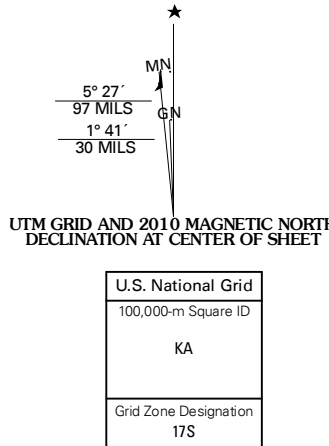 ★
MN
5° 27´
97 MILS
GN
1° 41´
30 MILS
UTM GRID AND 2010 MAGNETIC NORTH
DECLINATION AT CENTER OF SHEET
U.S. National Grid
100,000-m Square ID
KA
Grid Zone Designation
17S